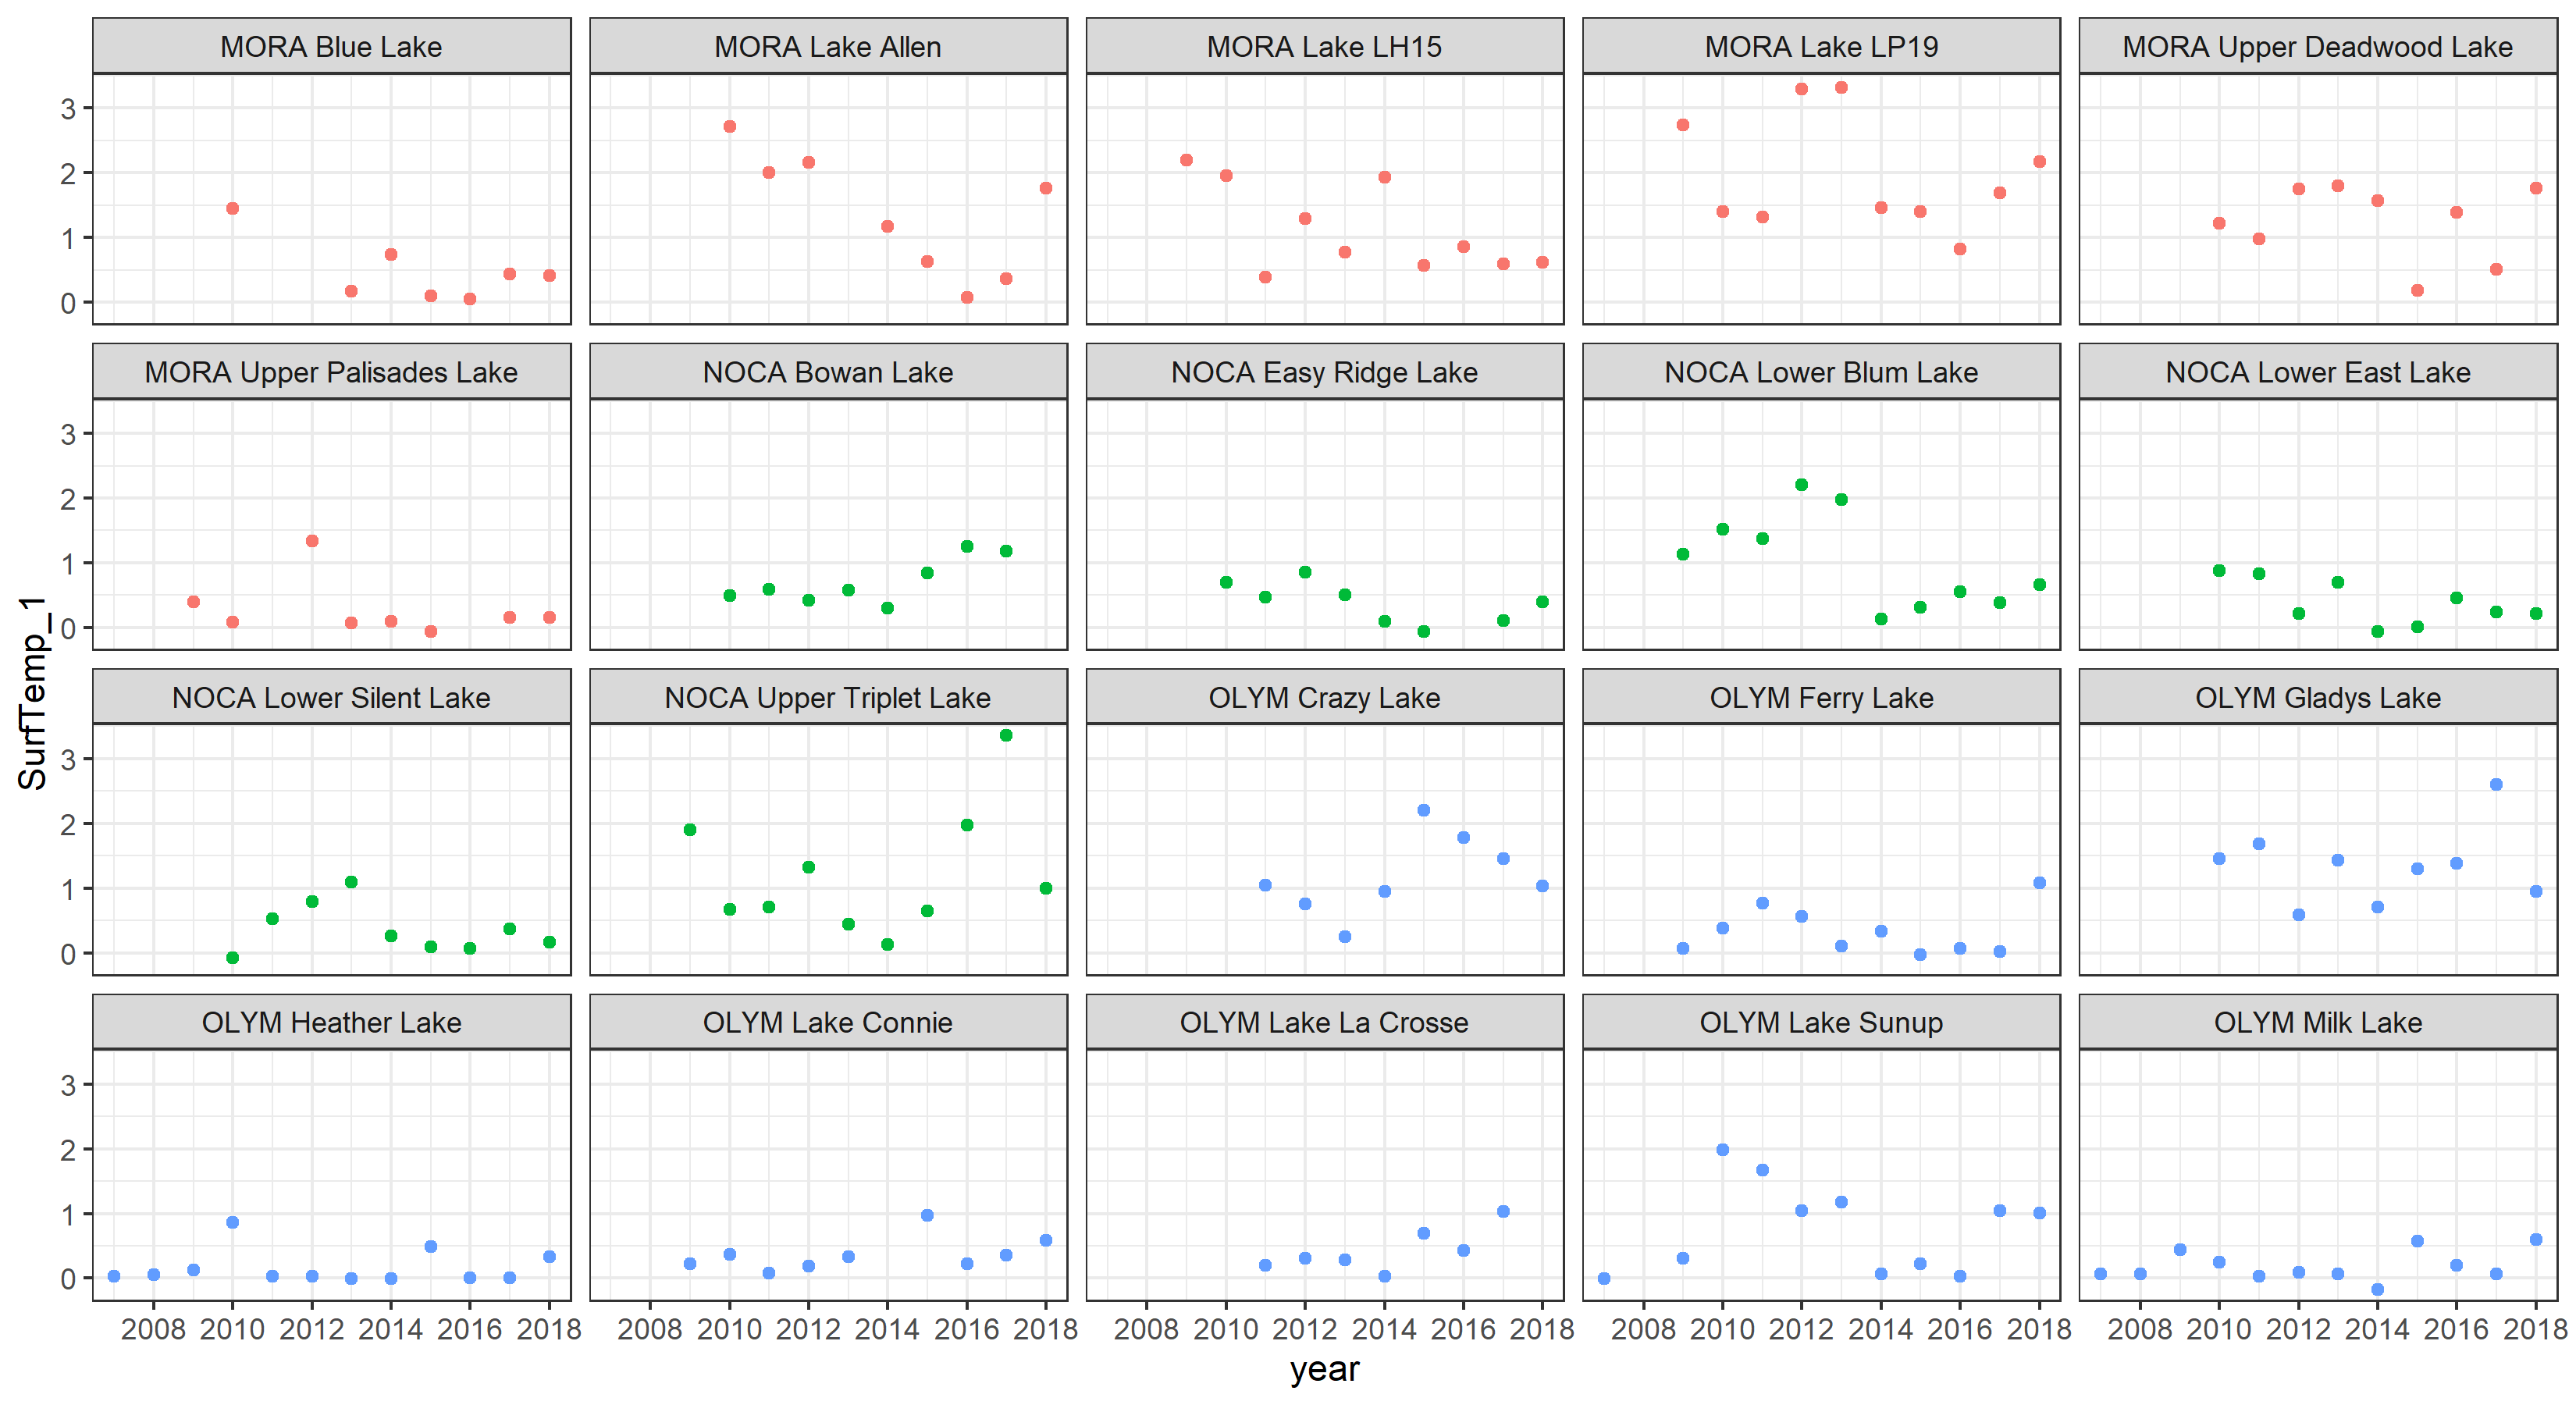 MORA Blue Lake MORA Lake Allen MORA Lake LH15 MORA Lake LP19 MORA Upper Deadwood Lake
3
2
1
0
MORA Upper Palisades Lake NOCA Bowan Lake NOCA Easy Ridge Lake NOCA Lower Blum Lake NOCA Lower East Lake
3
2
1
0
SurfTemp_1
NOCA Lower Silent Lake NOCA Upper Triplet Lake OLYM Crazy Lake OLYM Ferry Lake OLYM Gladys Lake
3
2
1
0
OLYM Heather Lake OLYM Lake Connie OLYM Lake La Crosse OLYM Lake Sunup OLYM Milk Lake
3
2
1
0
2008 2010 2012 2014 2016 2018 2008 2010 2012 2014 2016 2018 2008 2010 2012 2014 2016 2018 2008 2010 2012 2014 2016 2018 2008 2010 2012 2014 2016 2018
year